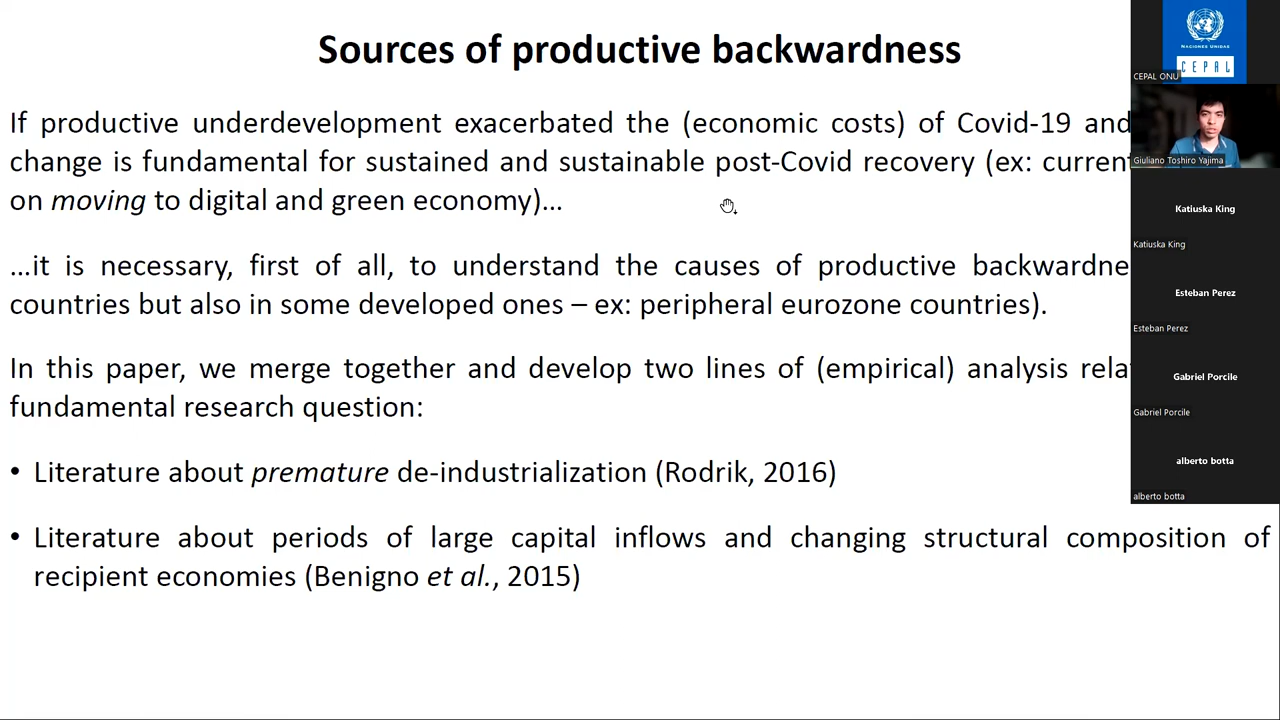 Sources of productive backwardness
If productive underdevelopment exacerbated the (economic costs) of Covid-19 and
change is fundamental for sustained and sustainable post-Covid recovery (ex: current
on moving to digital and green economy)…
…it is necessary, first of all, to understand the causes of productive backwardne
countries but also in some developed ones – ex: peripheral eurozone countries).
In this paper, we merge together and develop two lines of (empirical) analysis rela
fundamental research question:
• Literature about premature de-industrialization (Rodrik, 2016)
• Literature about periods of large capital inflows and changing structural composition of
recipient economies (Benigno et al., 2015)
NACIONES UNIDAS
CEPAL
CEPAL ONU
Giuliano Toshiro Yajima
Katiuska King
Katiuska King
Esteban Perez
Esteban Perez
Gabriel Porcile
Gabriel Porcile
alberto botta
alberto botta